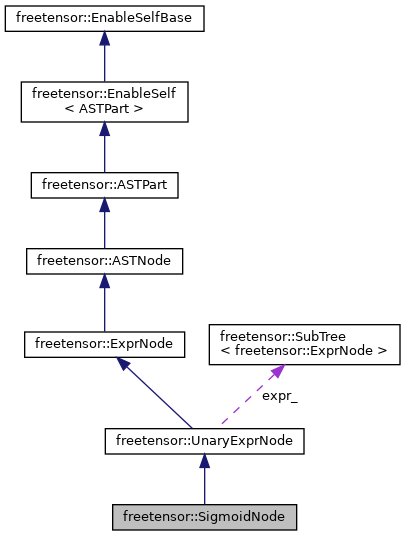 freetensor::EnableSelfBase
freetensor::EnableSelf
< ASTPart >
freetensor::ASTPart
freetensor::ASTNode
freetensor::ExprNode
freetensor::SubTree
< freetensor::ExprNode >
expr_
freetensor::UnaryExprNode
freetensor::SigmoidNode